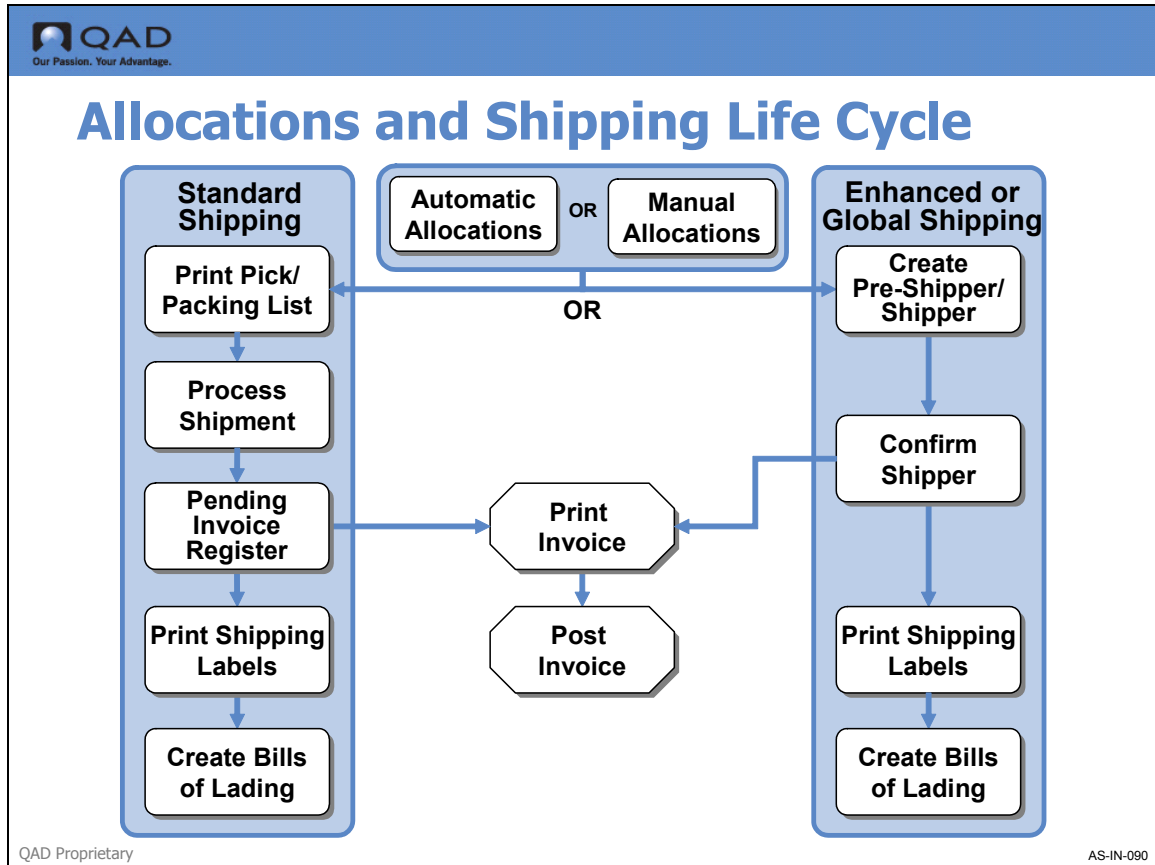 QAD
Our Passion. Your Advantage.
Allocations and Shipping Life Cycle
Standard
Shipping
Print Pick/
Packing List
Process
Shipment
Pending
Invoice
Register
Print Shipping
Labels
Create Bills
of Lading
Automatic
Allocations
OR
Manual
Allocations
OR
Print
Invoice
Post
Invoice
Enhanced or
Global Shipping
Create
Pre-Shipper/
Shipper
Confirm
Shipper
Print Shipping
Labels
Create Bills
of Lading
QAD Proprietary
AS-IN-090